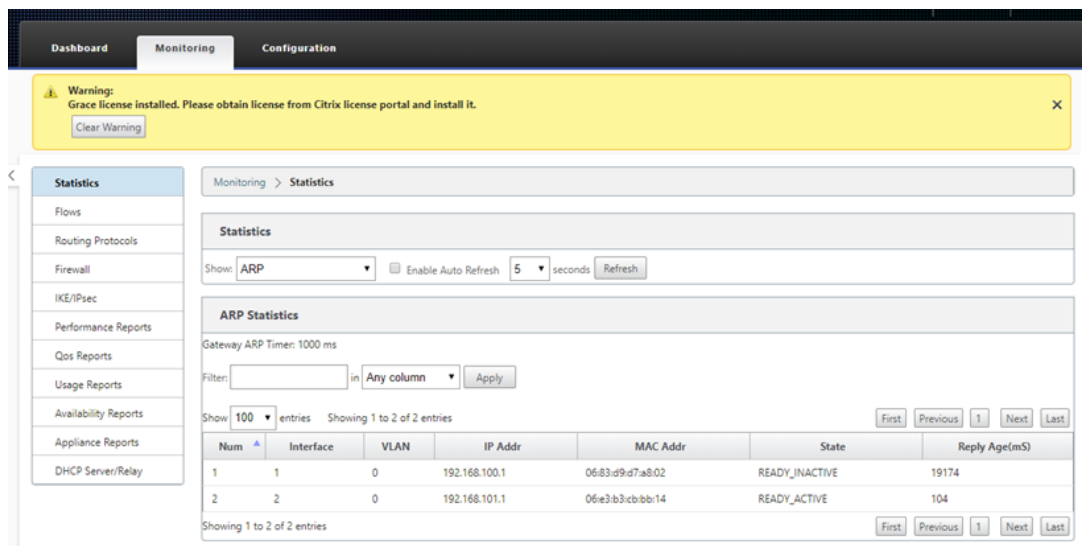 Dashboard Monitoring Configuration
Warning:
Grace license installed. Please obtain license from Citrix license portal and install it.
Clear Warning
Statistics
Flows
Routing Protocols
Firewall
IKE/IPsec
Performance Reports
Qos Reports
Usage Reports
Availability Reports
Appliance Reports
DHCP Server/Relay
Monitoring > Statistics
Statistics
Show: ARP Enable Auto Refresh 5 seconds Refresh
ARP Statistics
Gateway ARP Timer: 1000 ms
Filter: in Any column Apply
Show 100 entries Showing 1 to 2 of 2 entries First Previous 1 Next Last
Num Interface VLAN IP Addr MAC Addr State Reply Age(mS)
1 1 0 192.168.100.1 06:83:d9:d7:a8:02 READY_INACTIVE 19174
2 2 0 192.168.101.1 06:e3:b3:cb:bb:14 READY_ACTIVE 104
Showing 1 to 2 of 2 entries First Previous 1 Next Last